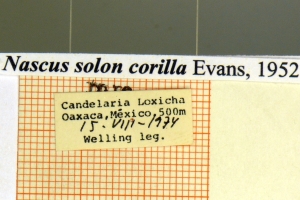 Nascus solon corilla Evans, 1952
Candelaria Loxicha
Oaxaca, México, 500m
15-VIII-1974
Welling leg.